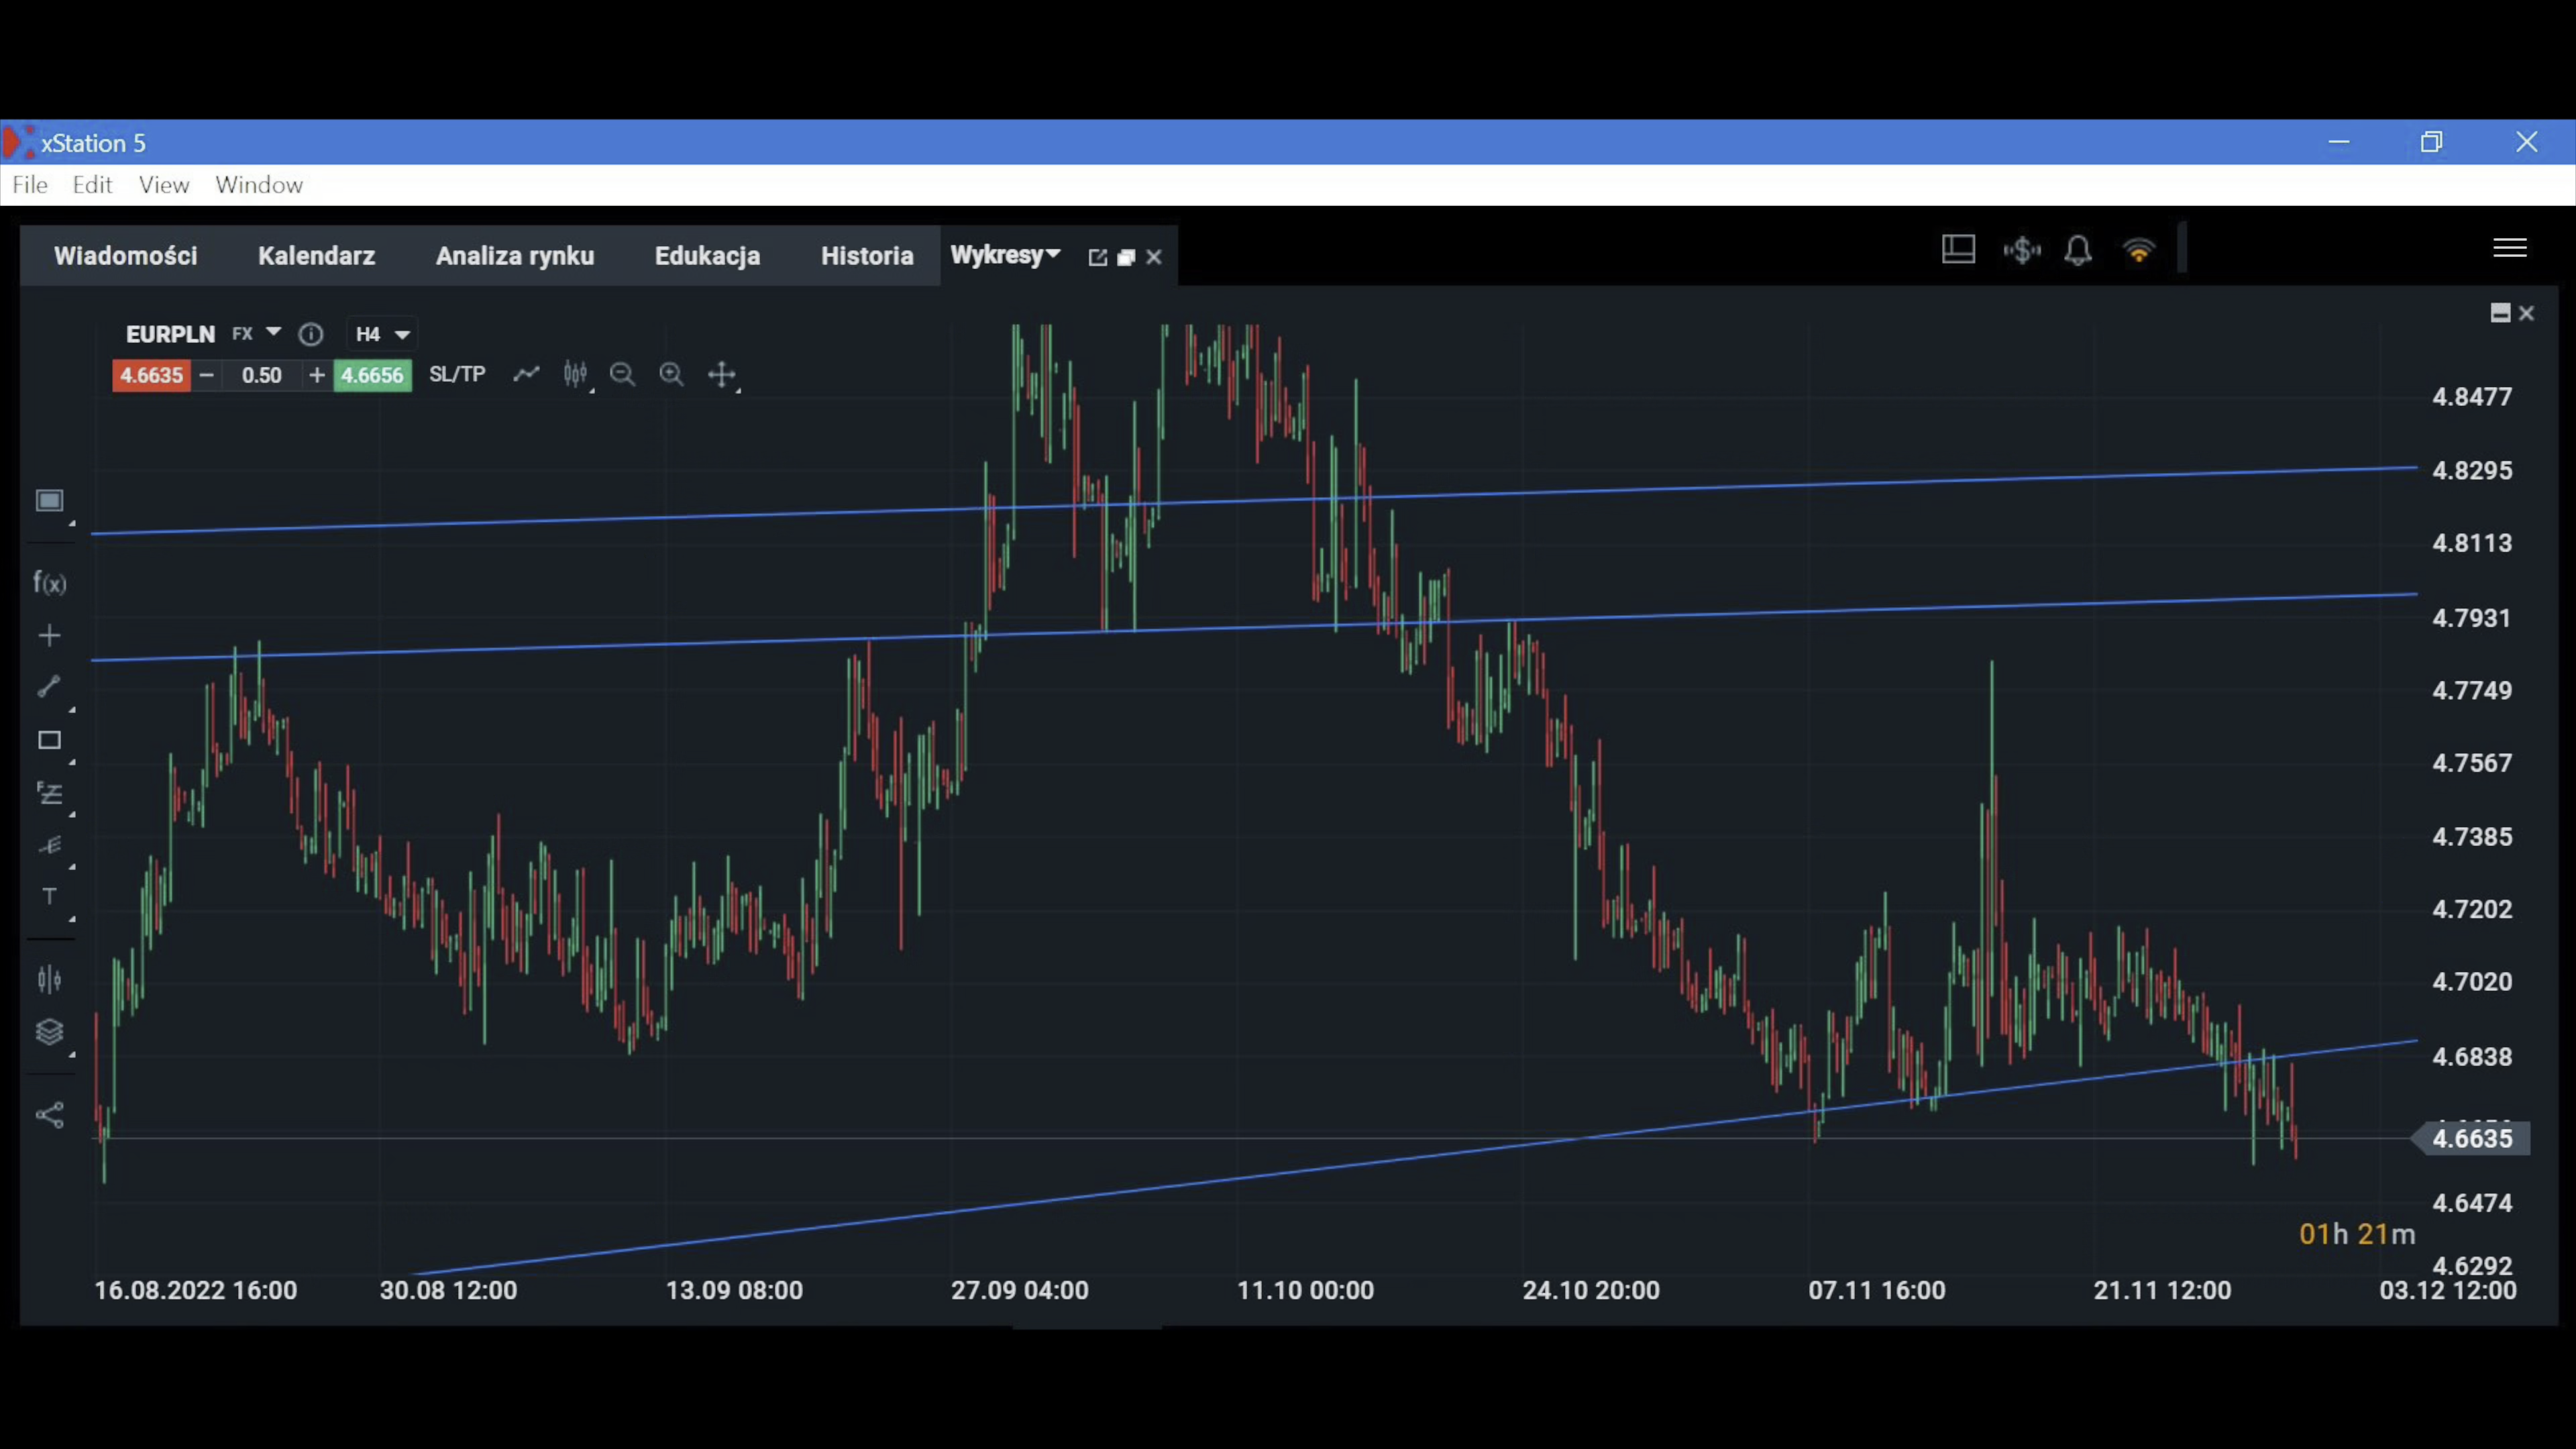 xStation 5
File Edit View Window
Wiadomości Kalendarz Analiza rynku Edukacja Historia Wykresy
EURPLN FX H4
4.6635 − 0.50 + 4.6656 SL/TP
4.8477
4.8295
4.8113
4.7931
4.7749
4.7567
4.7385
4.7202
4.7020
4.6838
4.6635
4.6474
4.6292
f(x)
T
01h 21m
16.08.2022 16:00 30.08 12:00 13.09 08:00 27.09 04:00 11.10 00:00 24.10 20:00 07.11 16:00 21.11 12:00 03.12 12:00